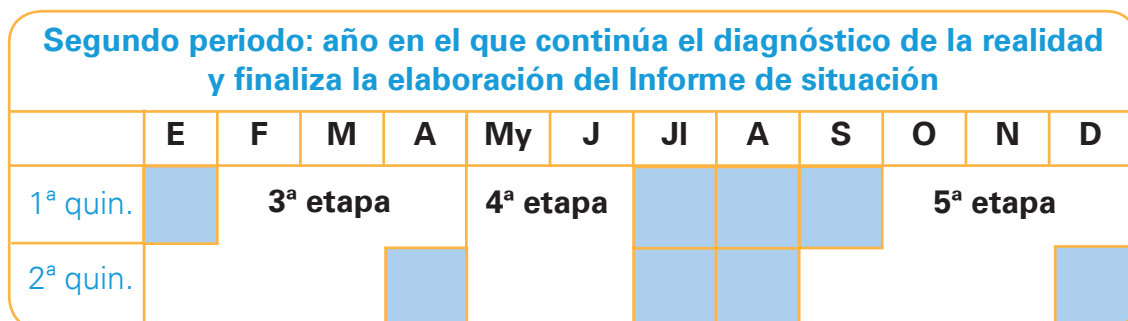 Segundo periodo: año en el que continúa el diagnóstico de la realidad
y finaliza la elaboración del Informe de situación
E F M A My J Jl A S O N D
1ª quin. 3ª etapa 4ª etapa 5ª etapa
2ª quin.